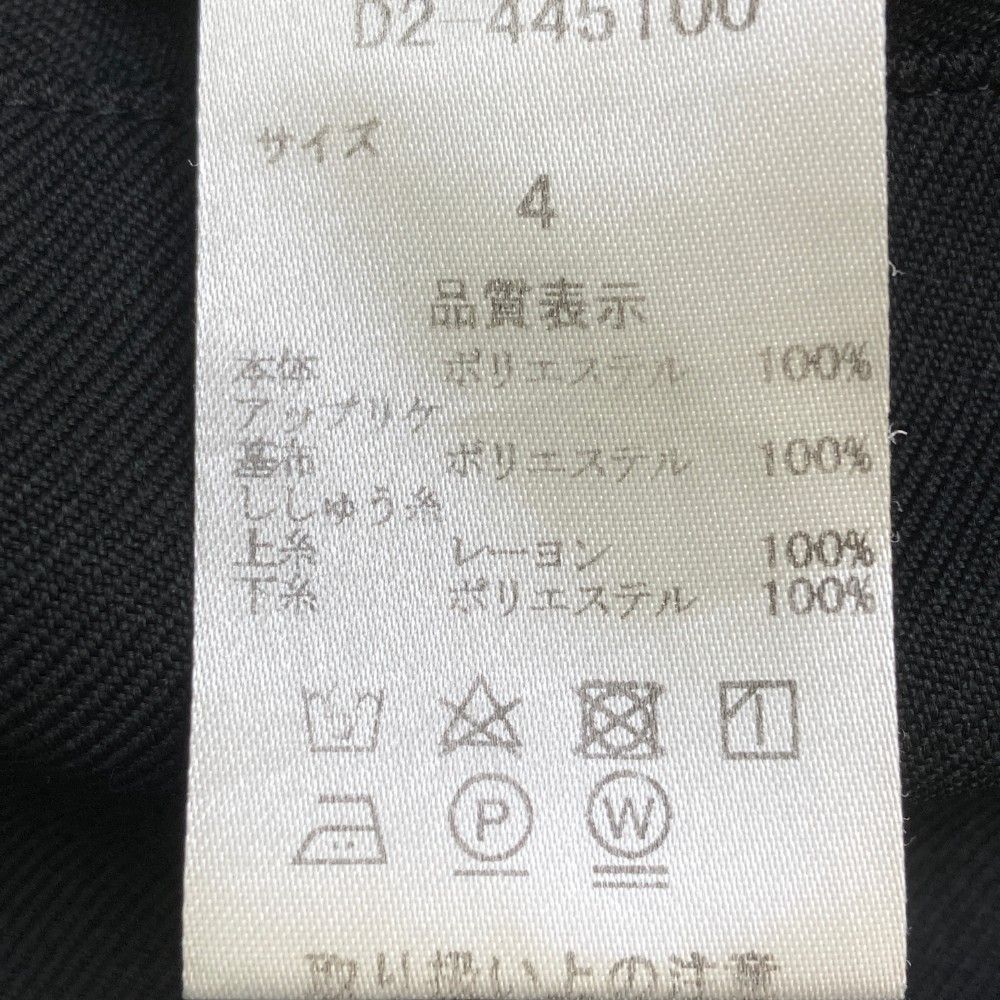 D2-445100
サイズ
4
品質表示
本体 ポリエステル 100%
アップリケ
基布 ポリエステル 100%
ししゅう糸
上糸 レーヨン 100%
下糸 ポリエステル 100%
P W
取り扱い上の注意